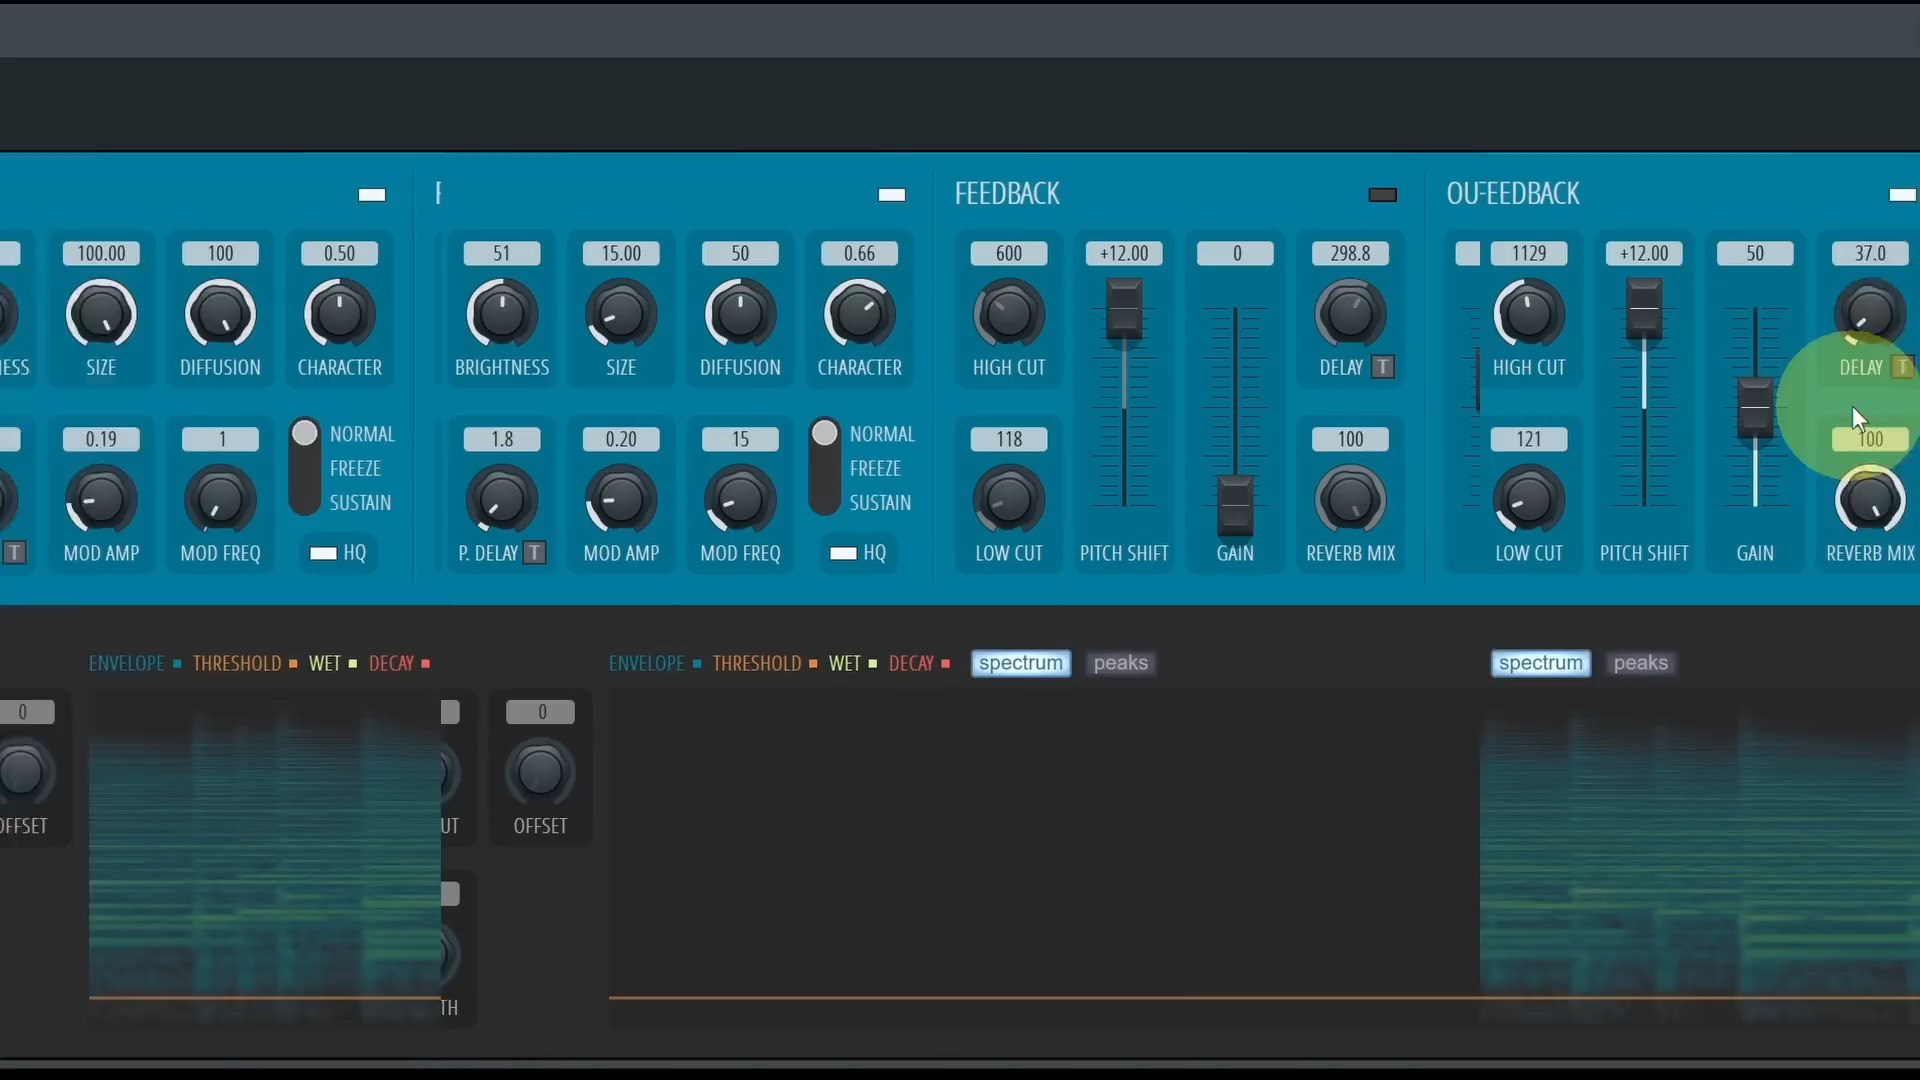 FEEDBACK
OUFEEDBACK
100.00
100
0.50
51
15.00
50
0.66
600
+12.00
0
298.8
1129
+12.00
50
37.0
SIZE
DIFFUSION
CHARACTER
BRIGHTNESS
SIZE
DIFFUSION
CHARACTER
HIGH CUT
DELAY T
HIGH CUT
DELAY T
0.19
1
NORMAL
FREEZE
SUSTAIN
1.8
0.20
15
NORMAL
FREEZE
SUSTAIN
118
100
121
100
T
MOD AMP
MOD FREQ
HQ
P. DELAY T
MOD AMP
MOD FREQ
HQ
LOW CUT
PITCH SHIFT
GAIN
REVERB MIX
LOW CUT
PITCH SHIFT
GAIN
REVERB MIX
ENVELOPE THRESHOLD WET DECAY
ENVELOPE THRESHOLD WET DECAY
spectrum peaks
spectrum peaks
0
0
OFFSET
UT
OFFSET
TH